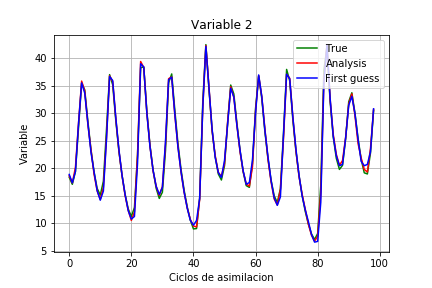 Variable 2
True
Analysis
First guess
Variable
40
35
30
25
20
15
10
5
0
20
40
60
80
100
Ciclos de asimilacion